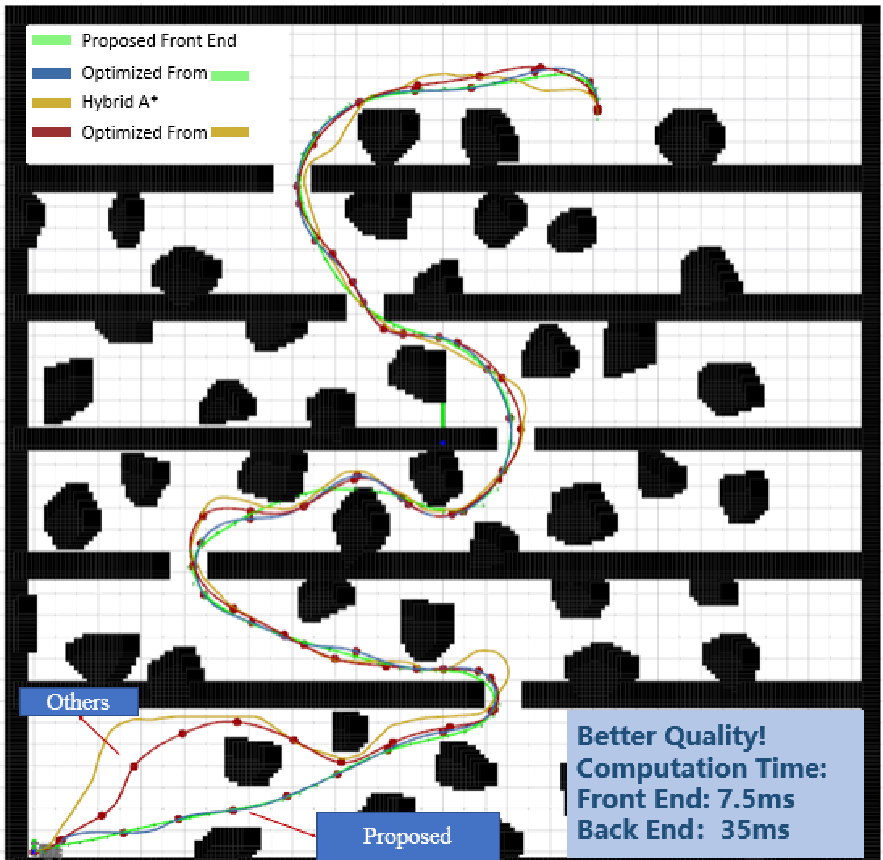 Proposed Front End
Optimized From
Hybrid A*
Optimized From
Others
Better Quality!
Computation Time:
Front End: 7.5ms
Back End: 35ms
Proposed